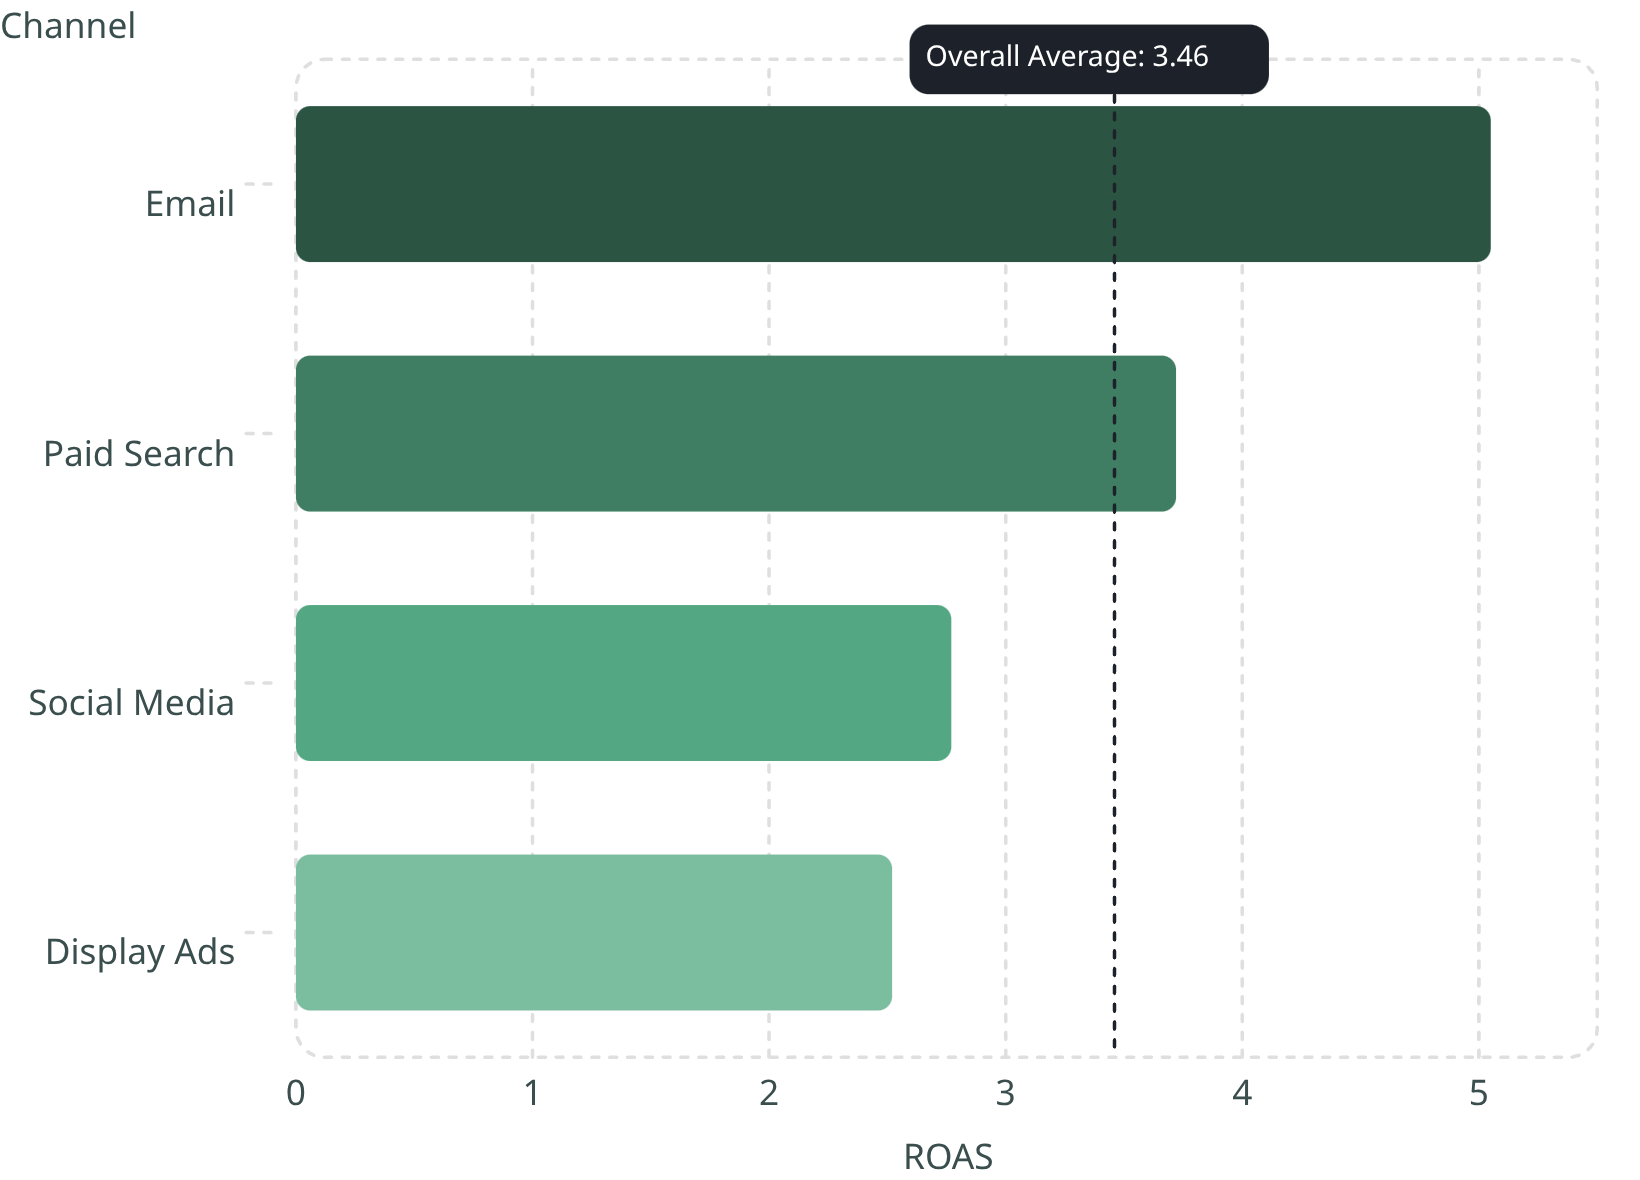 Channel
Overall Average: 3.46
Email
Paid Search
Social Media
Display Ads
0 1 2 3 4 5
ROAS